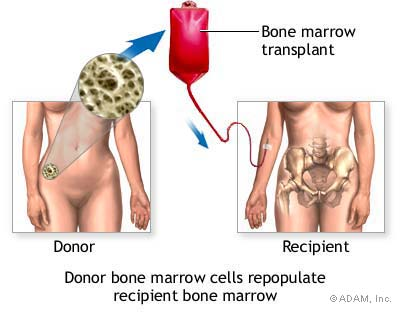 Bone marrow
transplant
Donor
Recipient
Donor bone marrow cells repopulate
recipient bone marrow
© ADAM, Inc.